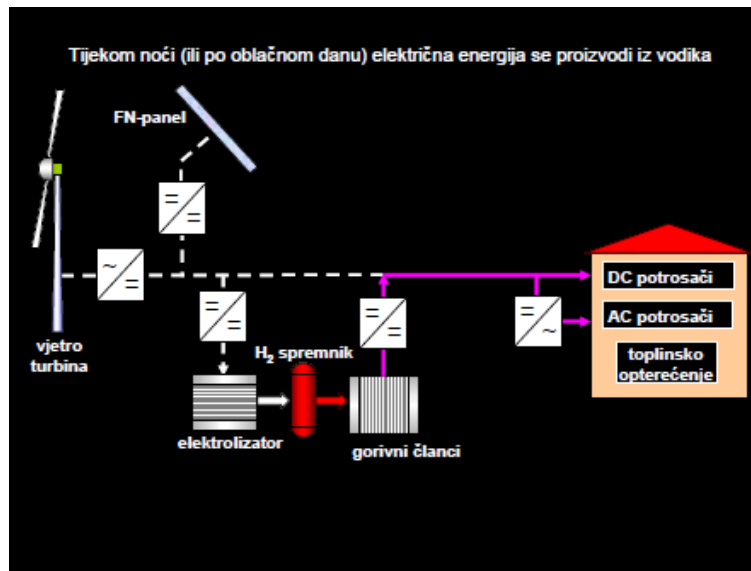 Tijekom noći (ili po oblačnom danu) električna energija se proizvodi iz vodika
FN-panel
=
=
~
=
=
=
=
=
=
~
DC potrosači
AC potrosači
toplinsko
opterećenje
vjetro
turbina
H₂ spremnik
elektrolizator
gorivni članci